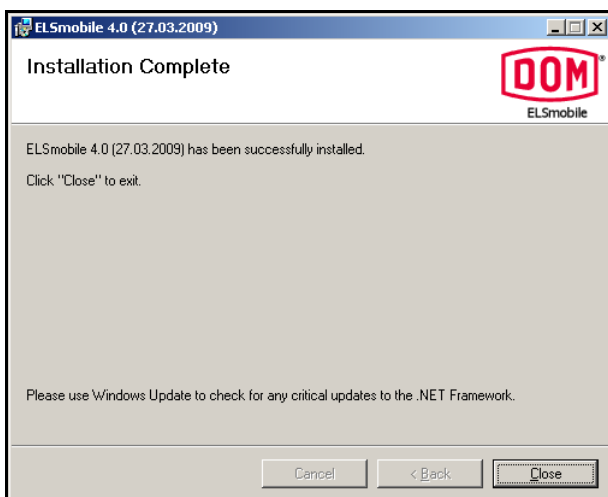 ELSmobile 4.0 (27.03.2009)
Installation Complete
DOM®
ELSmobile
ELSmobile 4.0 (27.03.2009) has been successfully installed.
Click "Close" to exit.
Please use Windows Update to check for any critical updates to the .NET Framework.
Cancel < Back Close